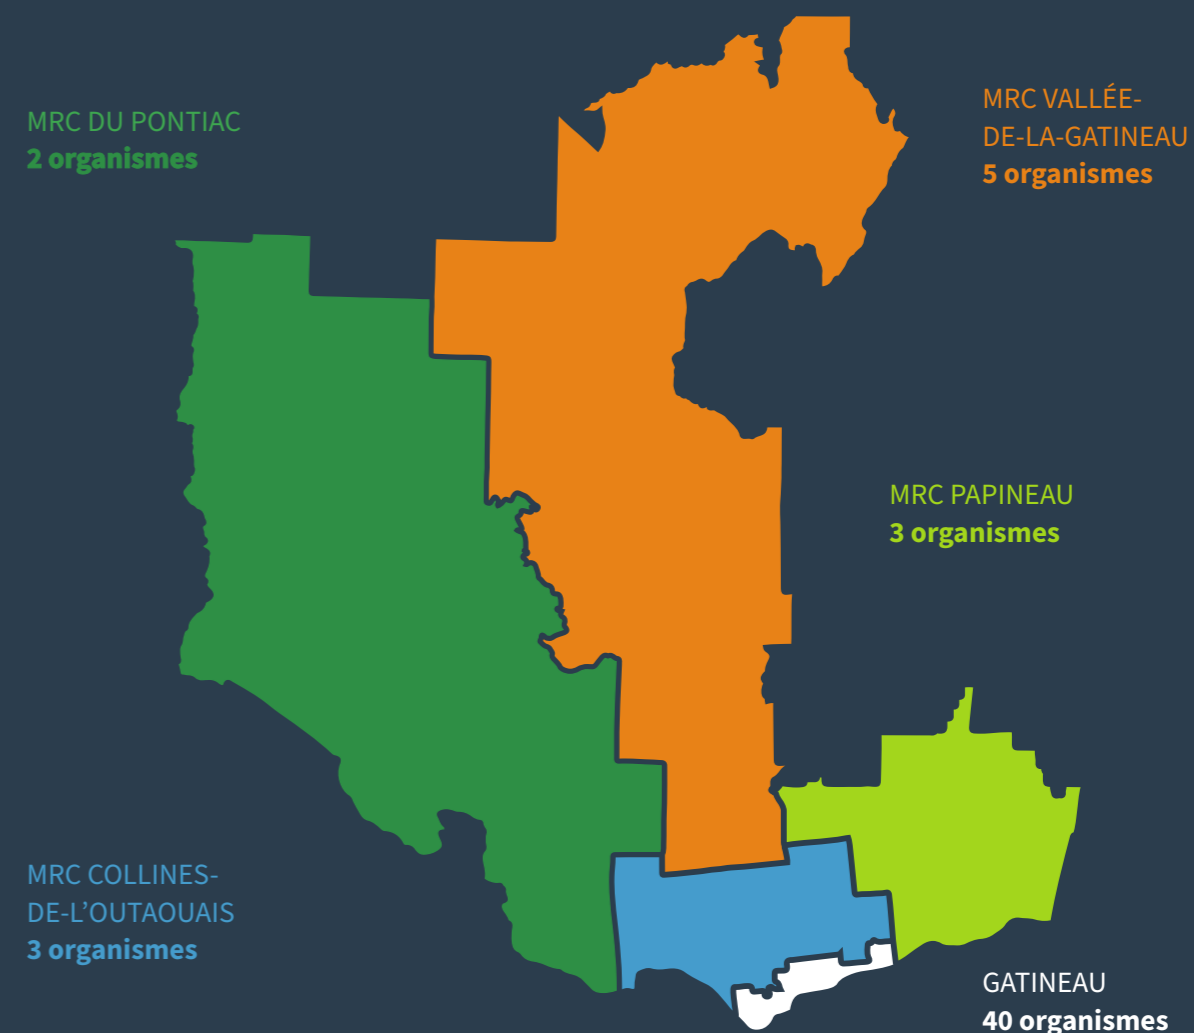 MRC DU PONTIAC
2 organismes
MRC VALLÉE-
DE-LA-GATINEAU
5 organismes
MRC PAPINEAU
3 organismes
MRC COLLINES-
DE-L’OUTAOUAIS
3 organismes
GATINEAU
40 organismes